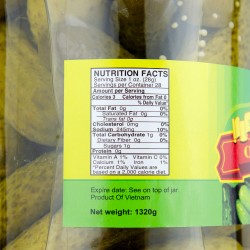 NUTRITION FACTS
Serving Size 1 oz. (28g)
Servings per Container 28
Amount per Serving
Calories 3 Calories from Fat 0
% Daily Value*
Total Fat 0g 0%
Saturated Fat 0g 0%
Trans fat 0g
Cholesterol 0mg 0%
Sodium 245mg 10%
Total Carbohydrate 1g 0%
Dietary Fiber 0g 0%
Sugars 1g
Protein 0g
Vitamin A 1% Vitamin C 0%
Calcium 1% Iron 1%
*Percent Daily Values are
based on a 2,000 calorie diet.
Expire date: See on top of jar
Product Of Vietnam
Net weight: 1320g